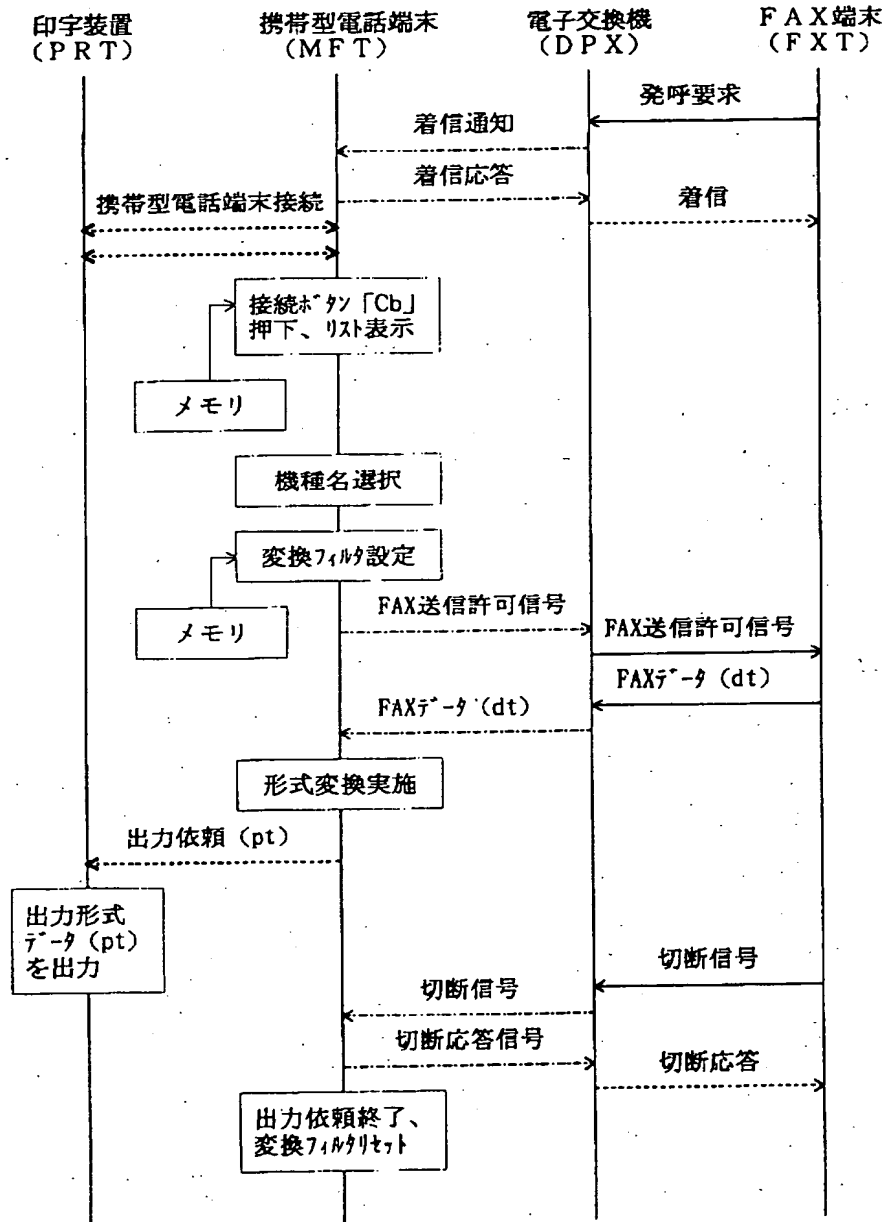 印字装置
(ＰＲＴ)
携帯型電話端末
(ＭＦＴ)
電子交換機
(ＤＰＸ)
ＦＡＸ端末
(ＦＸＴ)
発呼要求
着信通知
着信応答
着信
携帯型電話端末接続
接続ﾎﾞﾀﾝ「Cb」
押下、ﾘｽﾄ表示
メモリ
機種名選択
変換ﾌｨﾙﾀ設定
メモリ
FAX送信許可信号
FAX送信許可信号
FAXﾃﾞｰﾀ (dt)
FAXﾃﾞｰﾀ (dt)
形式変換実施
出力依頼 (pt)
出力形式
ﾃﾞｰﾀ (pt)
を出力
切断信号
切断信号
切断応答信号
切断応答
出力依頼終了、
変換ﾌｨﾙﾀﾘｾｯﾄ